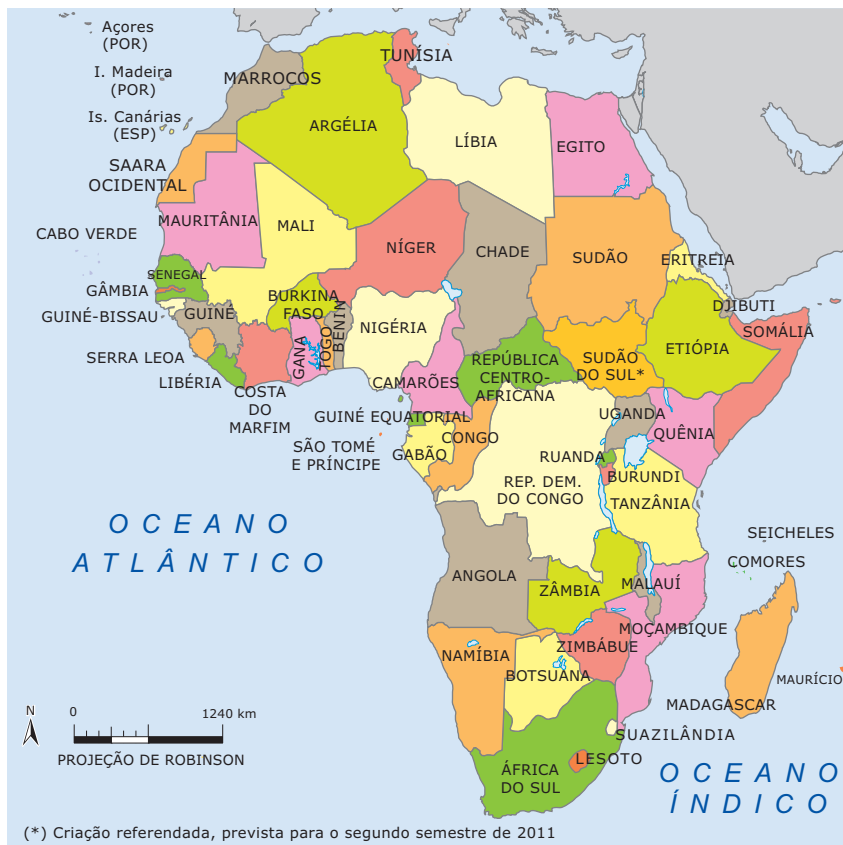 Açores
(POR)
I. Madeira
(POR)
Is. Canárias
(ESP)
MARROCOS
TUNÍSIA
ARGÉLIA
LÍBIA
EGITO
SAARA
OCIDENTAL
MAURITÂNIA
MALI
NÍGER
CHADE
SUDÃO
ERITREIA
CABO VERDE
SENEGAL
GÂMBIA
GUINÉ-BISSAU
GUINÉ
BURKINA
FASO
BENIN
TOGO
GANA
NIGÉRIA
DJIBUTI
SOMÁLIA
ETIÓPIA
SERRA LEOA
LIBÉRIA
COSTA
DO
MARFIM
CAMARÕES
REPÚBLICA
CENTRO-
AFRICANA
SUDÃO
DO SUL*
GUINÉ EQUATORIAL
SÃO TOMÉ
E PRÍNCIPE
GABÃO
CONGO
UGANDA
QUÊNIA
RUANDA
BURUNDI
REP. DEM.
DO CONGO
TANZÂNIA
OCEANO
ATLÂNTICO
SEICHELES
COMORES
ANGOLA
ZÂMBIA
MALAUÍ
MOÇAMBIQUE
NAMÍBIA
ZIMBÁBUE
BOTSUANA
MADAGASCAR
MAURÍCIO
SUAZILÂNDIA
LESOTO
ÁFRICA
DO SUL
OCEANO
ÍNDICO
N
0 1240 km
PROJEÇÃO DE ROBINSON
(*) Criação referendada, prevista para o segundo semestre de 2011